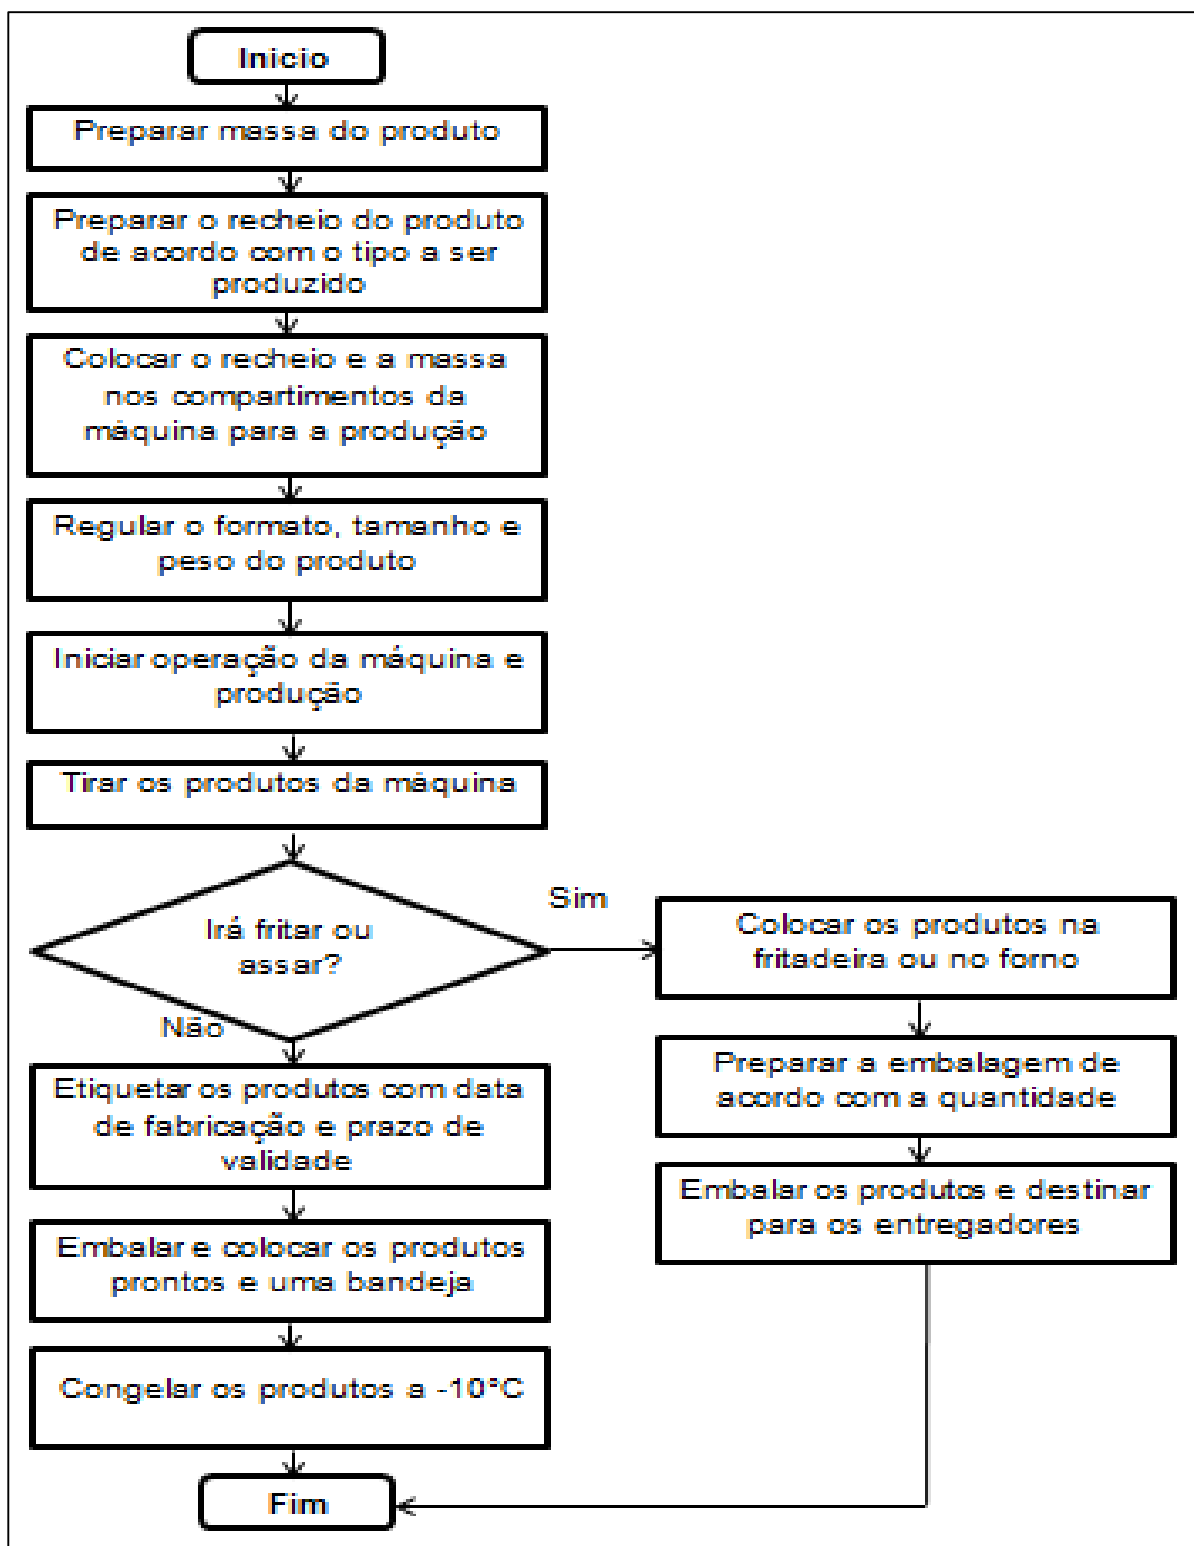 Inicio
Preparar massa do produto
Preparar o recheio do produto
de acordo com o tipo a ser
produzido
Colocar o recheio e a massa
nos compartimentos da
máquina para a produção
Regular o formato, tamanho e
peso do produto
Iniciar operação da máquina e
produção
Tirar os produtos da máquina
Irá fritar ou
assar?
Sim
Colocar os produtos na
fritadeira ou no forno
Preparar a embalagem de
acordo com a quantidade
Embalar os produtos e destinar
para os entregadores
Não
Etiquetar os produtos com data
de fabricação e prazo de
validade
Embalar e colocar os produtos
prontos e uma bandeja
Congelar os produtos a -10°C
Fim